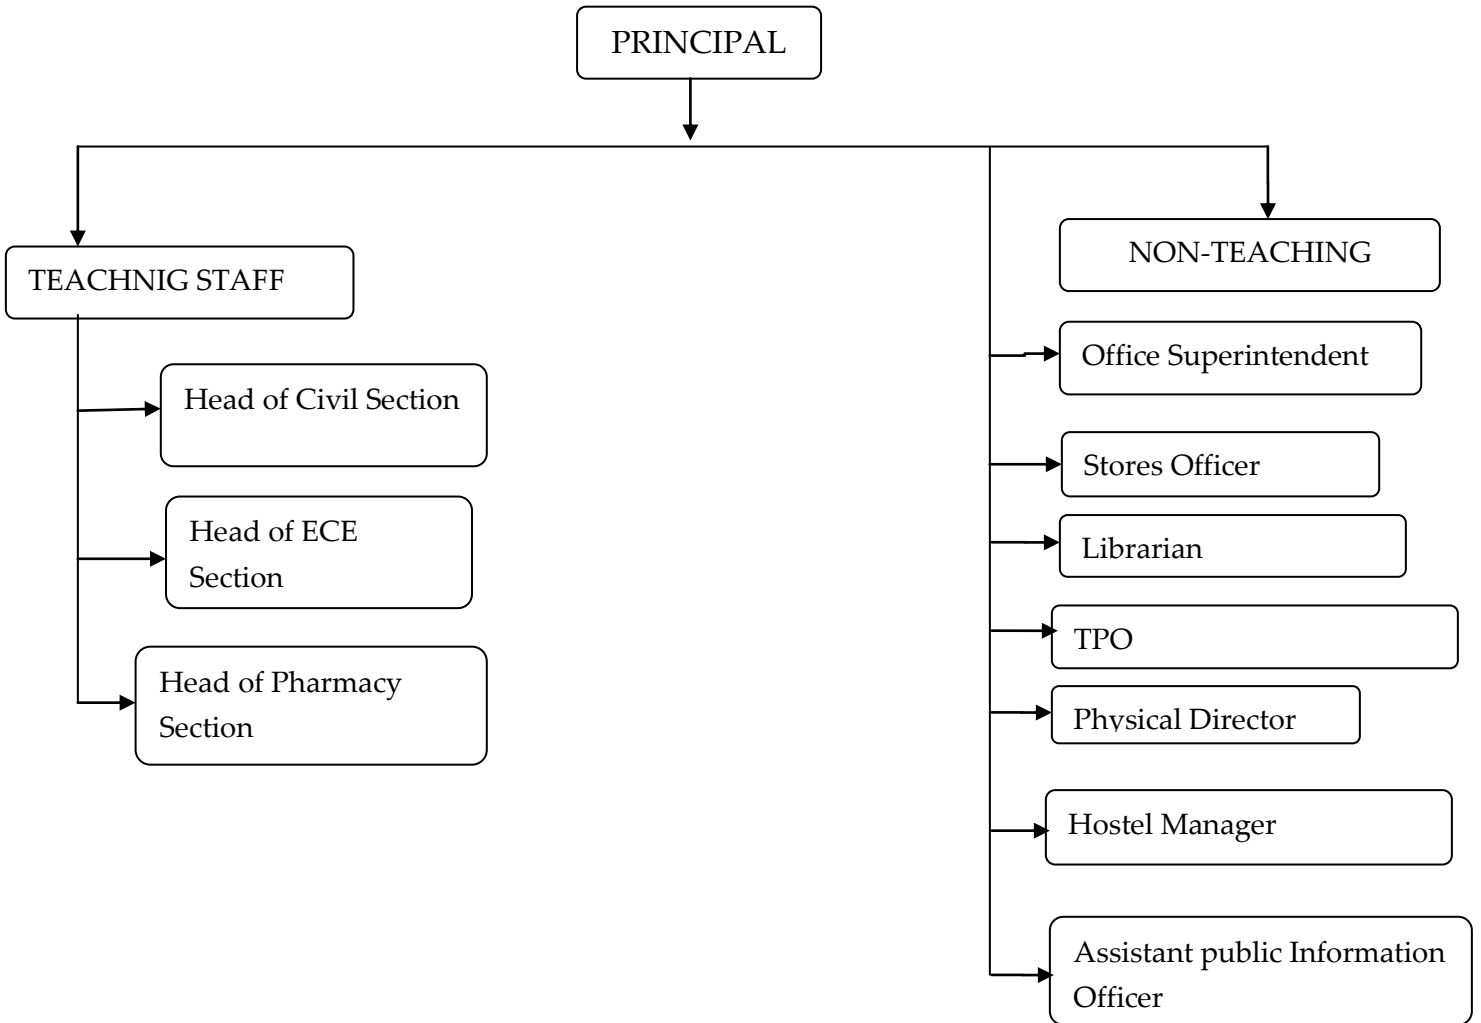 PRINCIPAL
TEACHNIG STAFF
Head of Civil Section
Head of ECE
Section
Head of Pharmacy
Section
NON-TEACHING
Office Superintendent
Stores Officer
Librarian
TPO
Physical Director
Hostel Manager
Assistant public Information
Officer